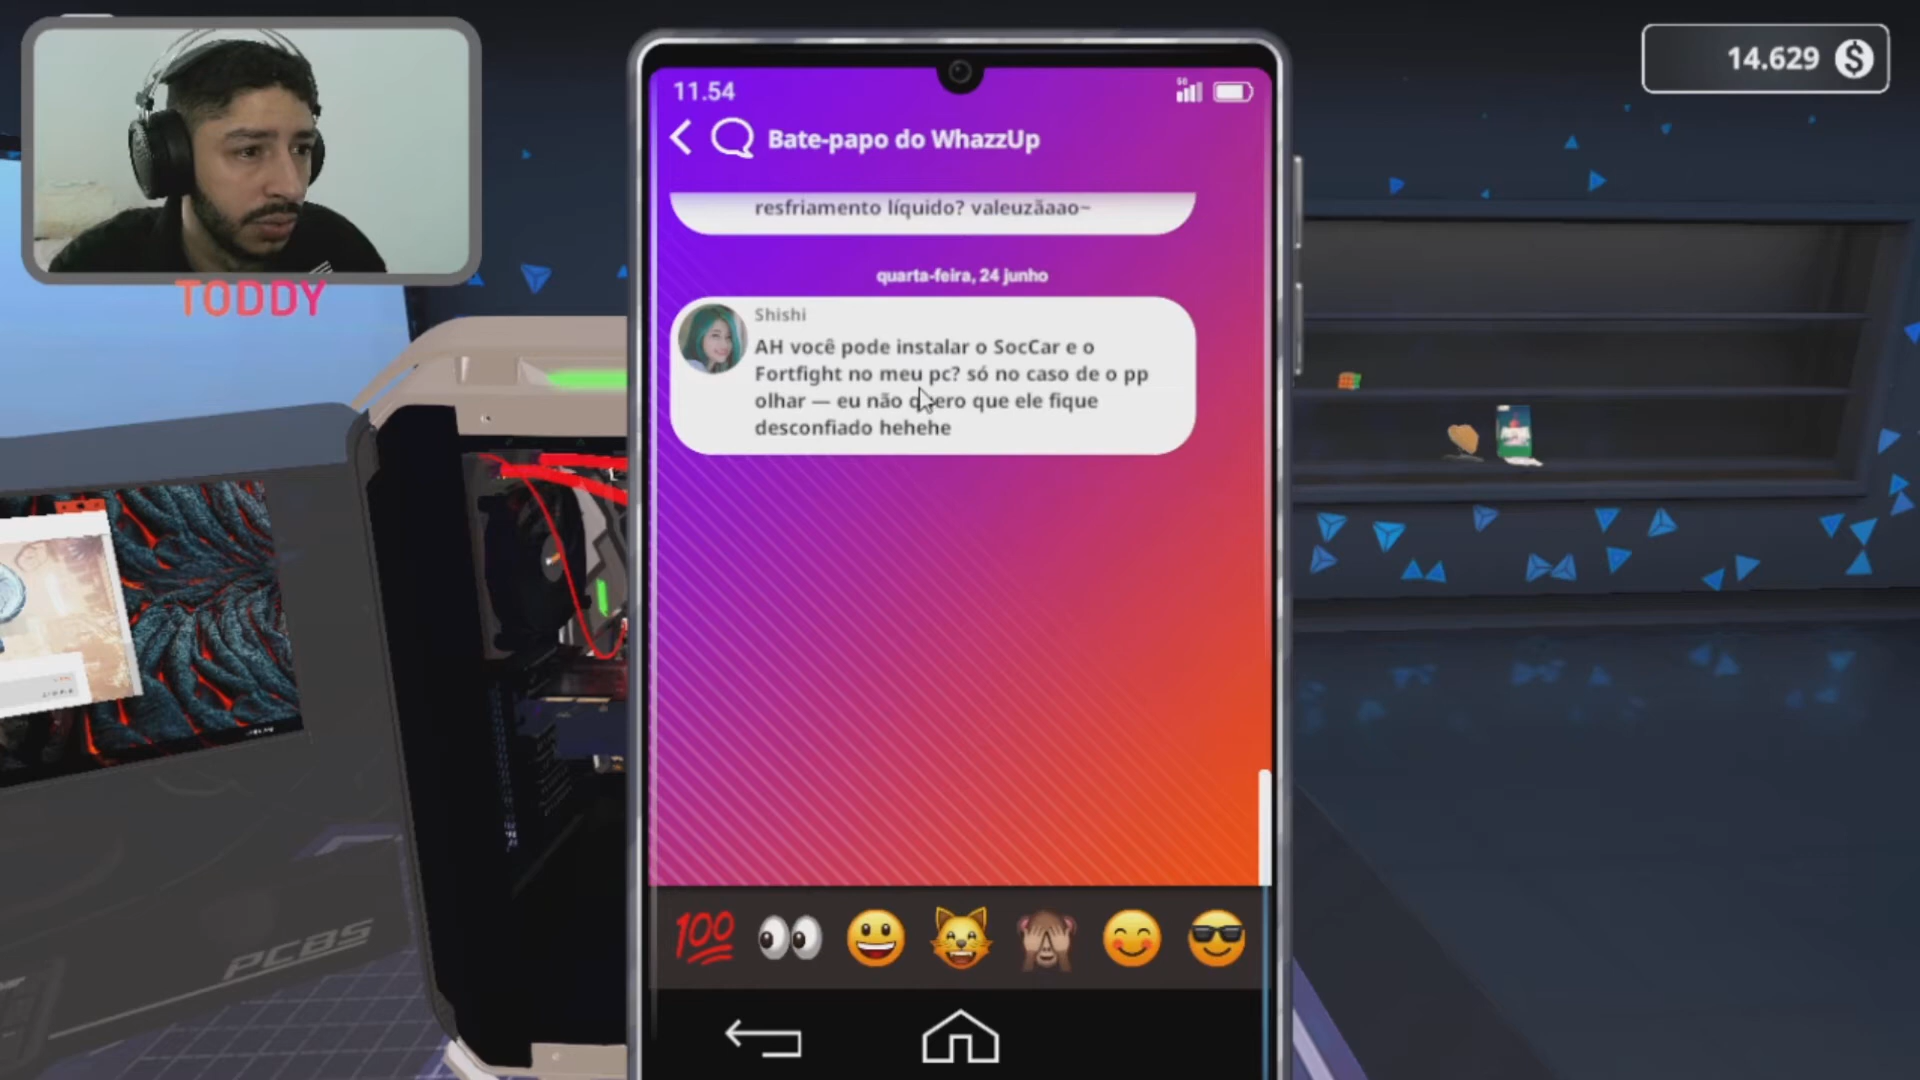 14.629
11.54
Bate-papo do WhazzUp
resfriamento líquido? valeuzãaao~
quarta-feira, 24 junho
Shishi
AH você pode instalar o SocCar e o
Fortfight no meu pc? só no caso de o pp
olhar — eu não quero que ele fique
desconfiado hehehe
TODDY
PCBS
100